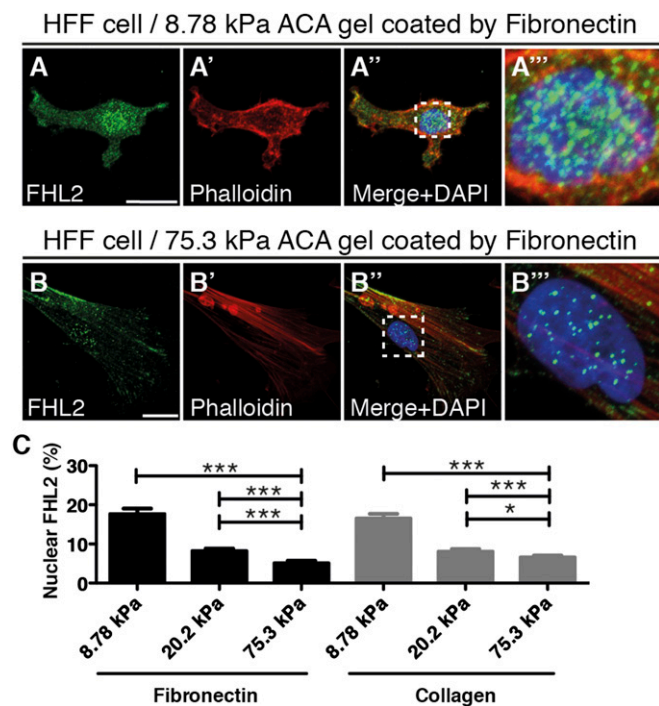 HFF cell / 8.78 kPa ACA gel coated by Fibronectin
A A' A'' A'''
FHL2 Phalloidin Merge+DAPI
HFF cell / 75.3 kPa ACA gel coated by Fibronectin
B B' B'' B'''
FHL2 Phalloidin Merge+DAPI
C
Nuclear FHL2 (%)
30
20
10
0
*** ***
*** ***
*** *
8.78 kPa 20.2 kPa 75.3 kPa 8.78 kPa 20.2 kPa 75.3 kPa
Fibronectin Collagen